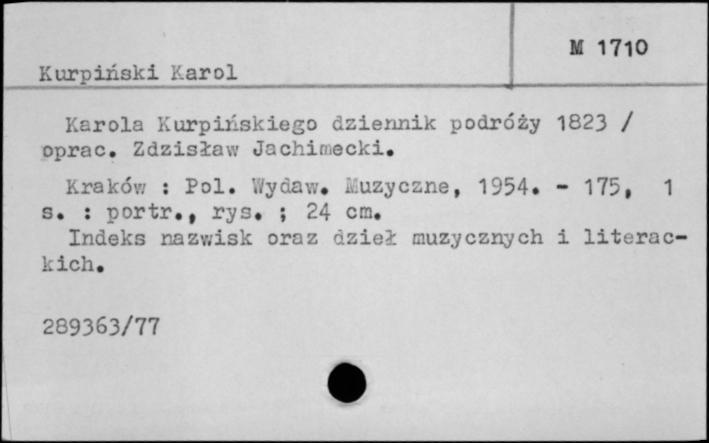 M 1710
Kurpiński Karol
Karola Kurpińskiego dziennik podróży 1823 /
oprac. Zdzisław Jachimecki.
Kraków : Pol. Wydaw. Muzyczne, 1954. - 175, 1
s. : portr., rys. ; 24 cm.
Indeks nazwisk oraz dzieł muzycznych i literac-
kich.
289363/77